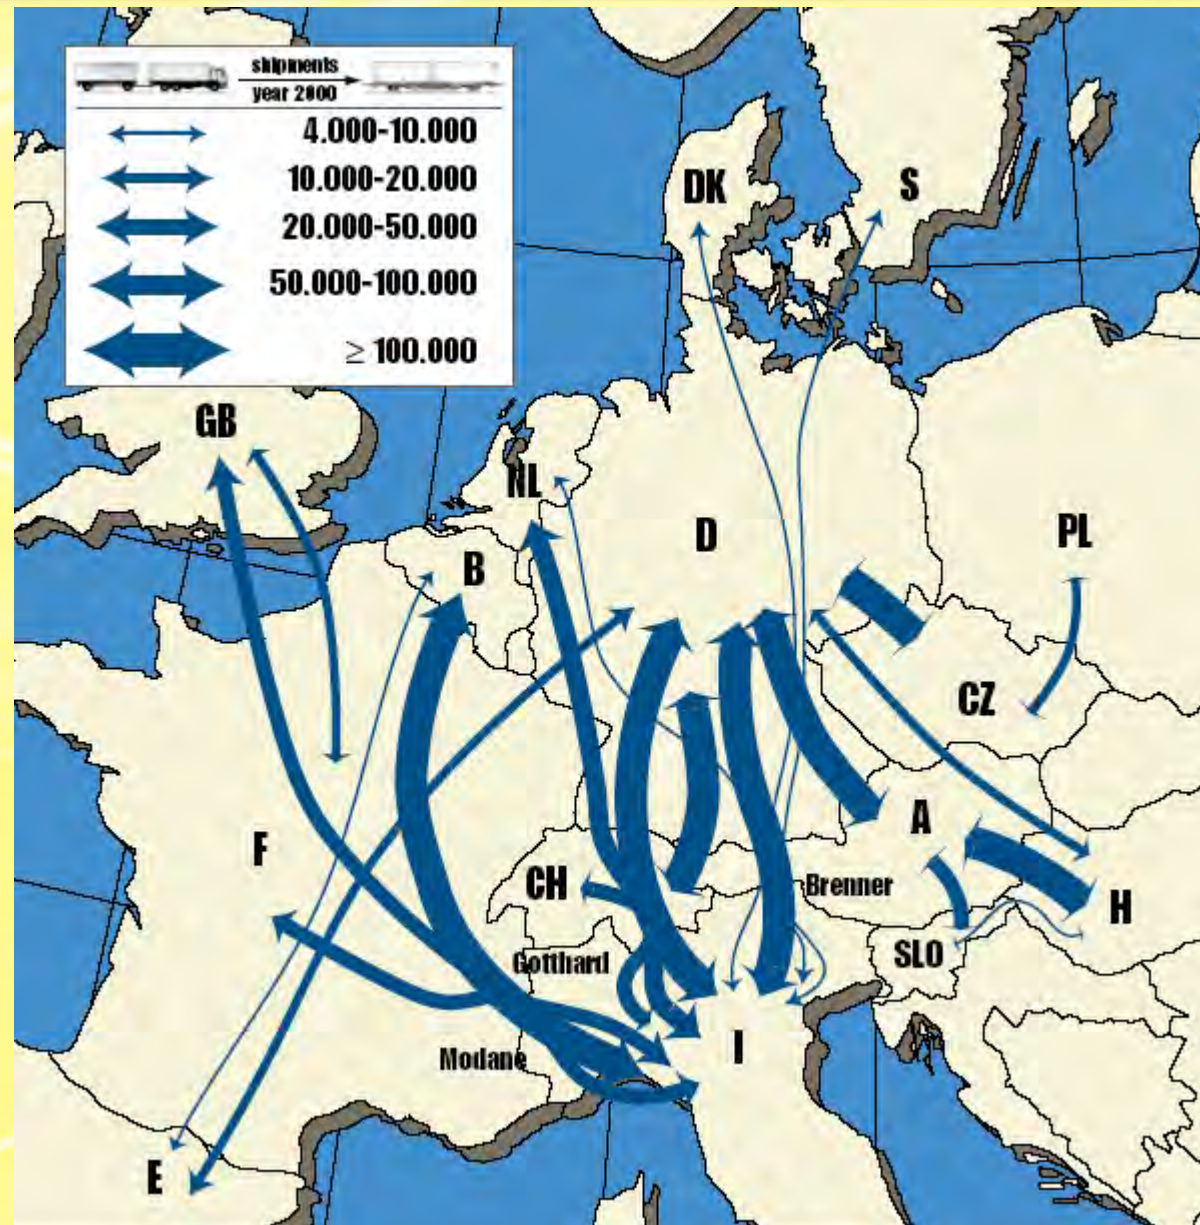 shipments
year 2000
4.000-10.000
10.000-20.000
20.000-50.000
50.000-100.000
≥ 100.000
DK
S
GB
NL
D
PL
B
CZ
F
A
CH
Brenner
H
Gotthard
SLO
Modane
I
E